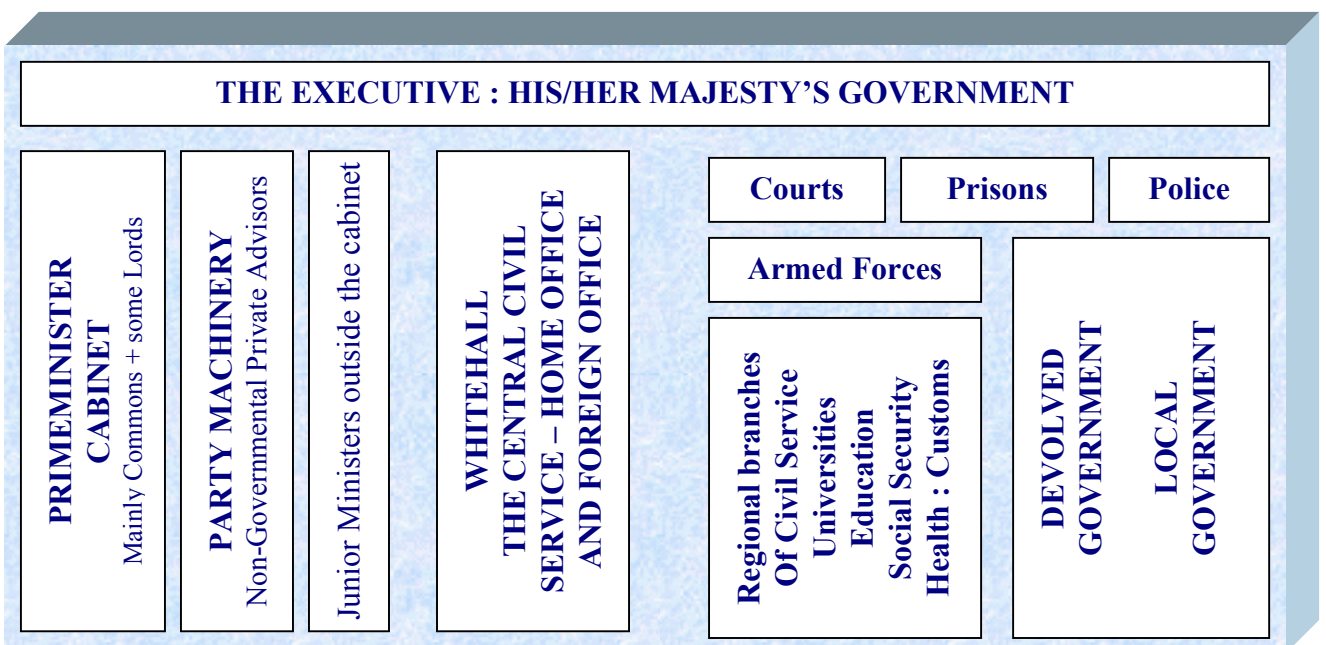 THE EXECUTIVE : HIS/HER MAJESTY’S GOVERNMENT
PRIMEMINISTER
CABINET
Mainly Commons + some Lords
PARTY MACHINERY
Non-Governmental Private Advisors
Junior Ministers outside the cabinet
WHITEHALL
THE CENTRAL CIVIL
SERVICE – HOME OFFICE
AND FOREIGN OFFICE
Courts
Prisons
Police
Armed Forces
Regional branches
Of Civil Service
Universities
Education
Social Security
Health : Customs
DEVOLVED
GOVERNMENT
LOCAL
GOVERNMENT